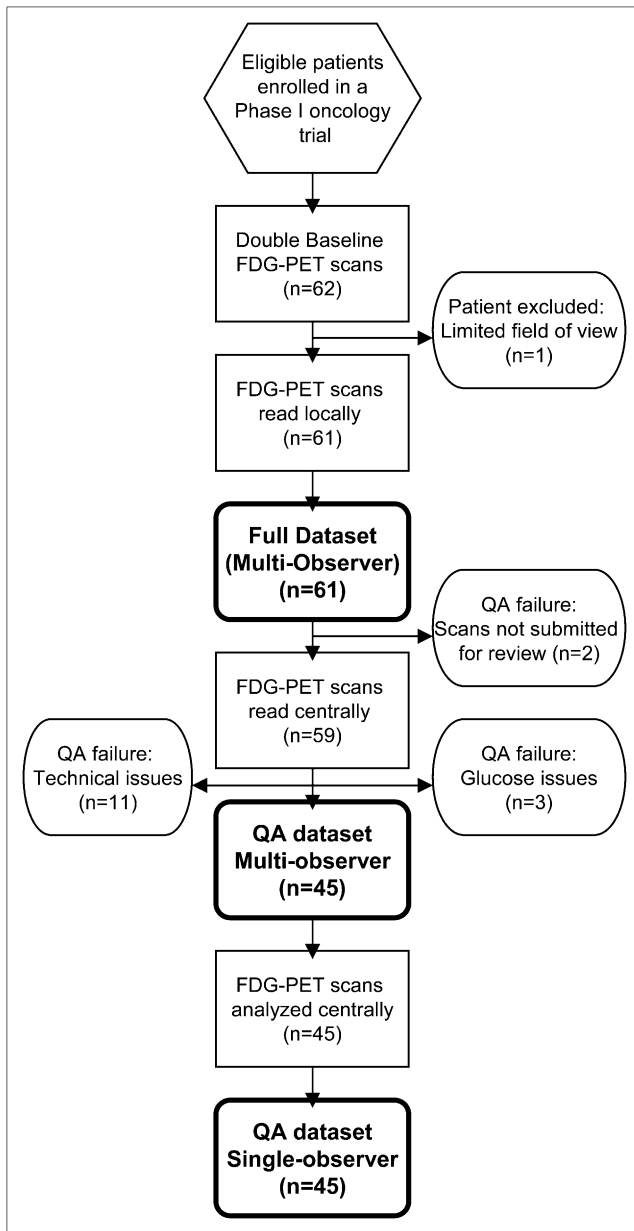 Eligible patients
enrolled in a
Phase I oncology
trial
Double Baseline
FDG-PET scans
(n=62)
Patient excluded:
Limited field of view
(n=1)
FDG-PET scans
read locally
(n=61)
Full Dataset
(Multi-Observer)
(n=61)
QA failure:
Scans not submitted
for review (n=2)
FDG-PET scans
read centrally
(n=59)
QA failure:
Technical issues
(n=11)
QA failure:
Glucose issues
(n=3)
QA dataset
Multi-observer
(n=45)
FDG-PET scans
analyzed centrally
(n=45)
QA dataset
Single-observer
(n=45)